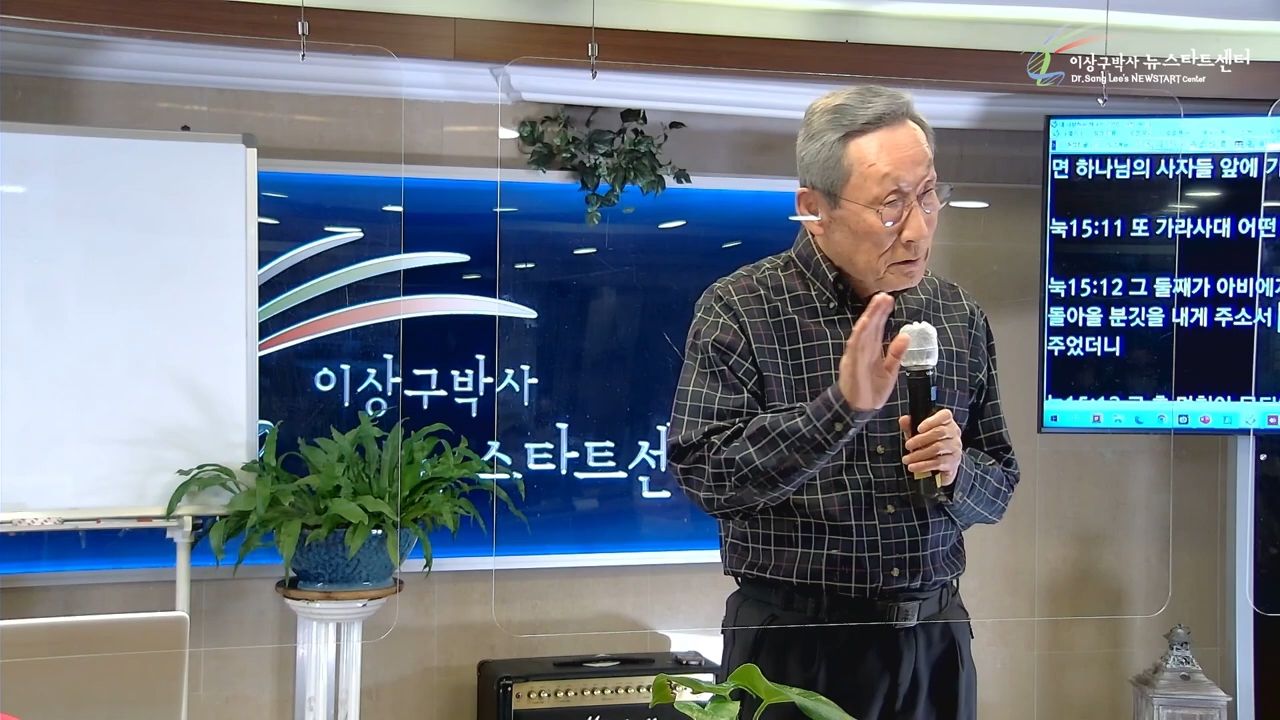 이상구박사 뉴스타트센터
Dr. Sang Lee's NEWSTART Center
면 하나님의 사자들 앞에 기
눅15:11 또 가라사대 어떤
눅15:12 그 둘째가 아비에게
돌아올 분깃을 내게 주소서
주었더니
이상구박사
스타트센